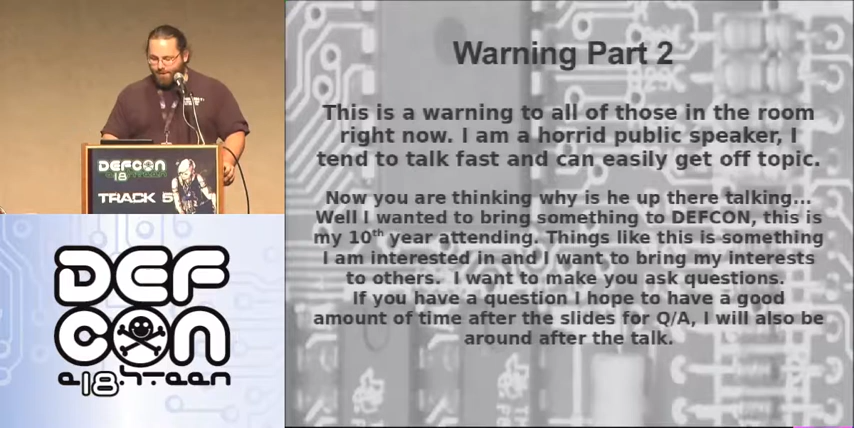 DEFCON
18
TRACK 5
DEF
CON
e18hteen
Warning Part 2
This is a warning to all of those in the room
right now. I am a horrid public speaker, I
tend to talk fast and can easily get off topic.
Now you are thinking why is he up there talking...
Well I wanted to bring something to DEFCON, this is
my 10th year attending. Things like this is something
I am interested in and I want to bring my interests
to others. I want to make you ask questions.
If you have a question I hope to have a good
amount of time after the slides for Q/A, I will also be
around after the talk.